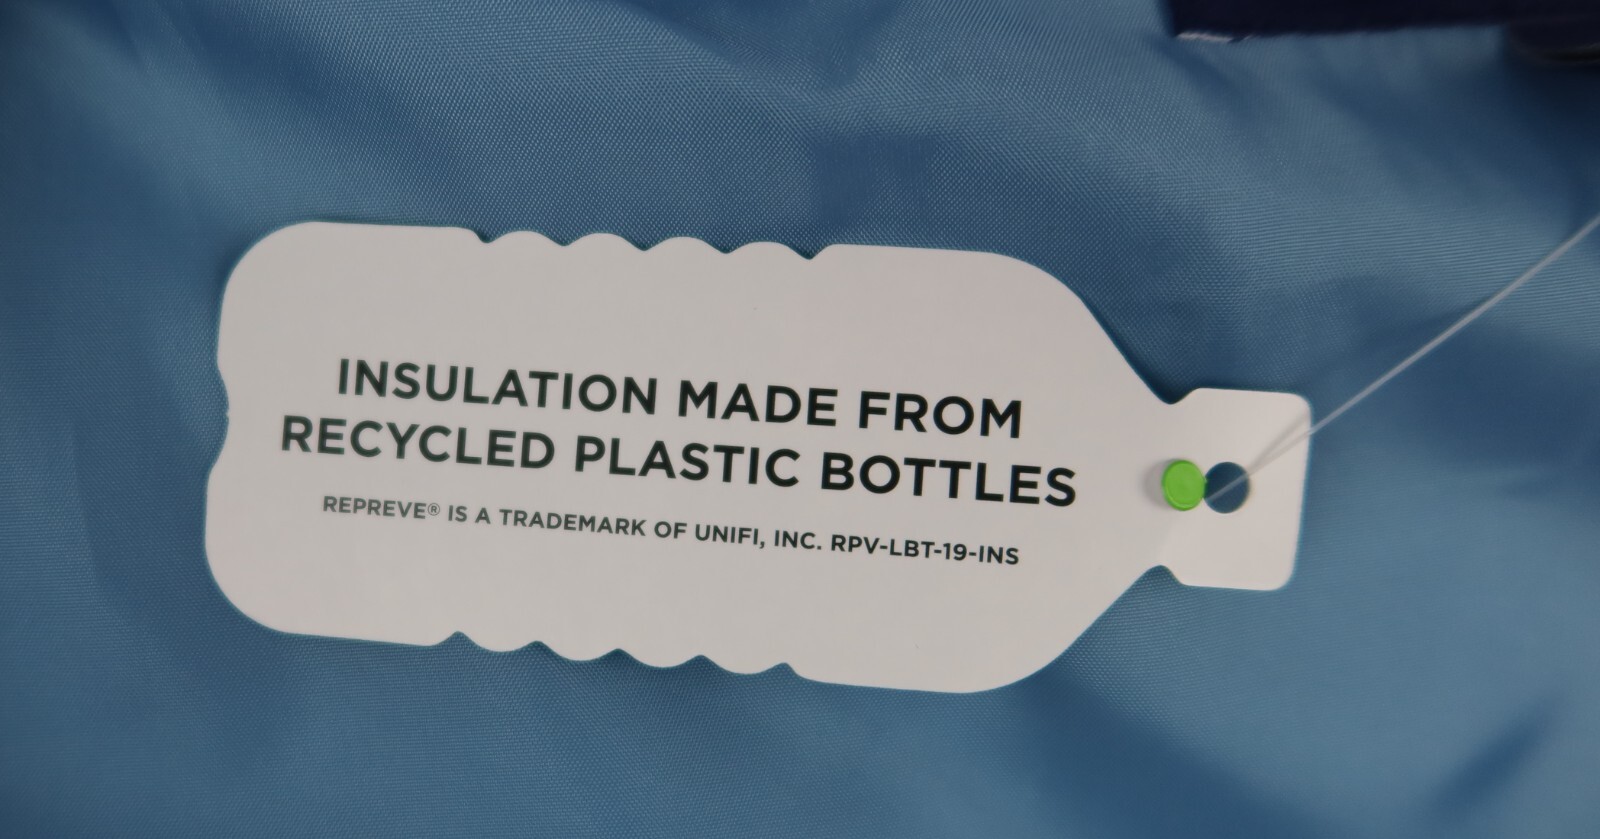 INSULATION MADE FROM
RECYCLED PLASTIC BOTTLES
REPREVE® IS A TRADEMARK OF UNIFI, INC. RPV-LBT-19-INS